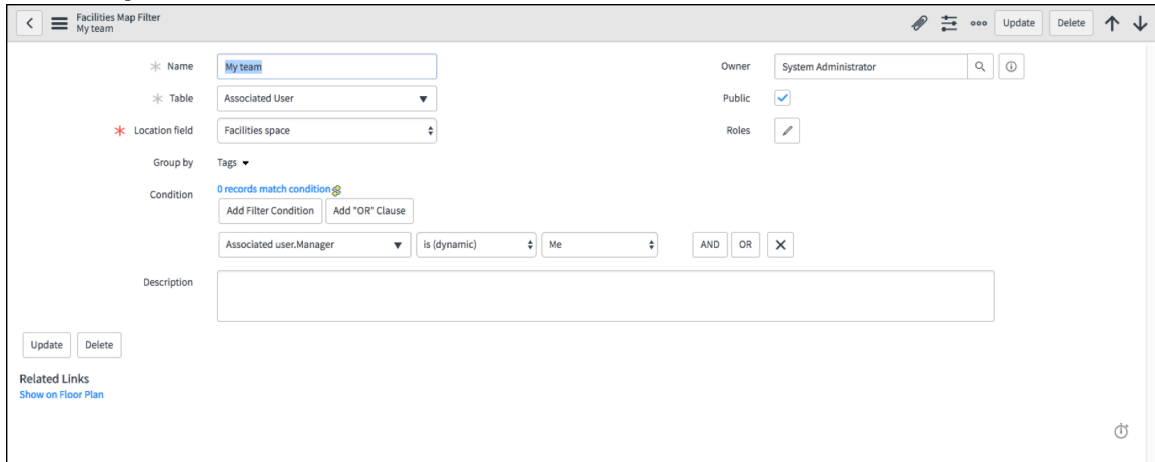 Facilities Map Filter
My team
Update Delete
Name My team Owner System Administrator
Table Associated User Public
Location field Facilities space Roles
Group by Tags
Condition 0 records match condition
Add Filter Condition Add "OR" Clause
Associated user.Manager is (dynamic) Me AND OR
Description
Update Delete
Related Links
Show on Floor Plan